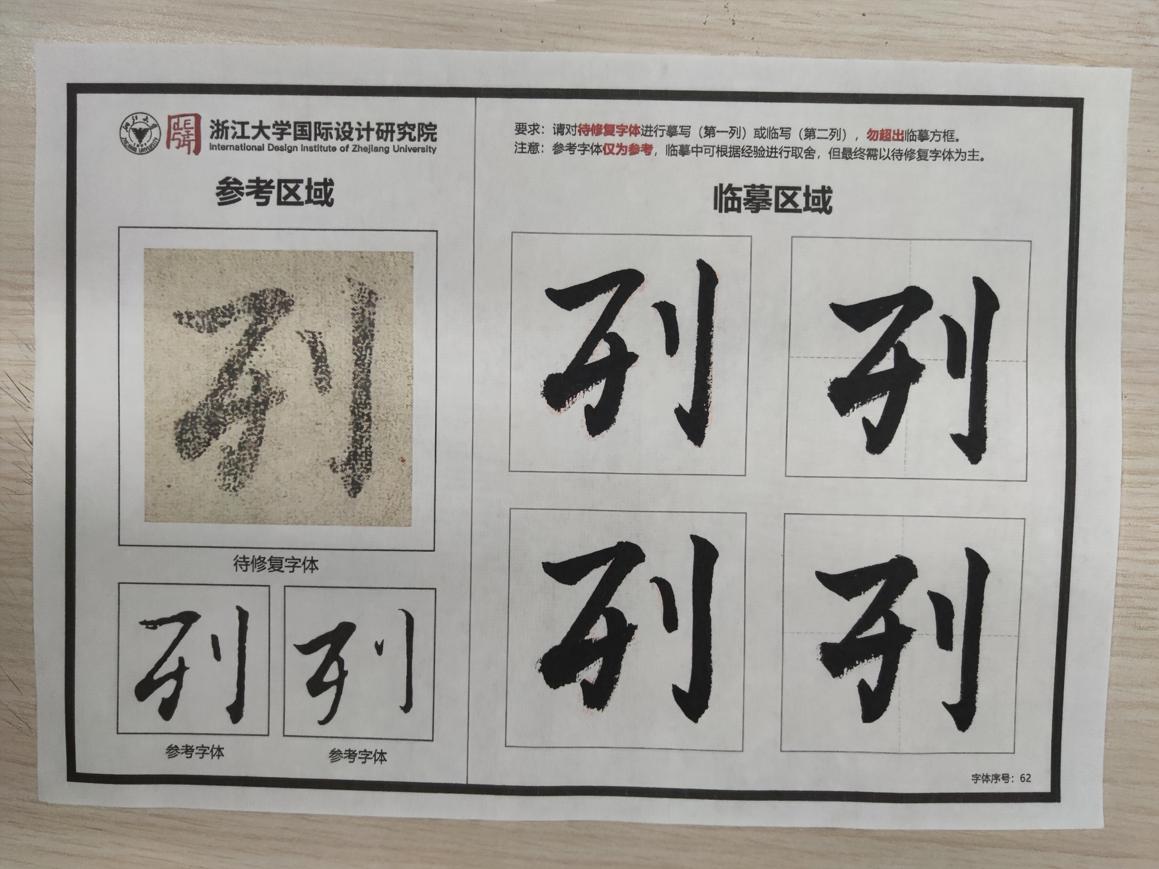 浙江大学国际设计研究院
International Design Institute of Zhejiang University
参考区域
列
待修复字体
列
列
参考字体
参考字体
要求：请对待修复字体进行摹写（第一列）或临写（第二列），勿超出临摹方框。
注意：参考字体仅为参考，临摹中可根据经验进行取舍，但最终需以待修复字体为主。
临摹区域
列
列
列
列
字体序号：62